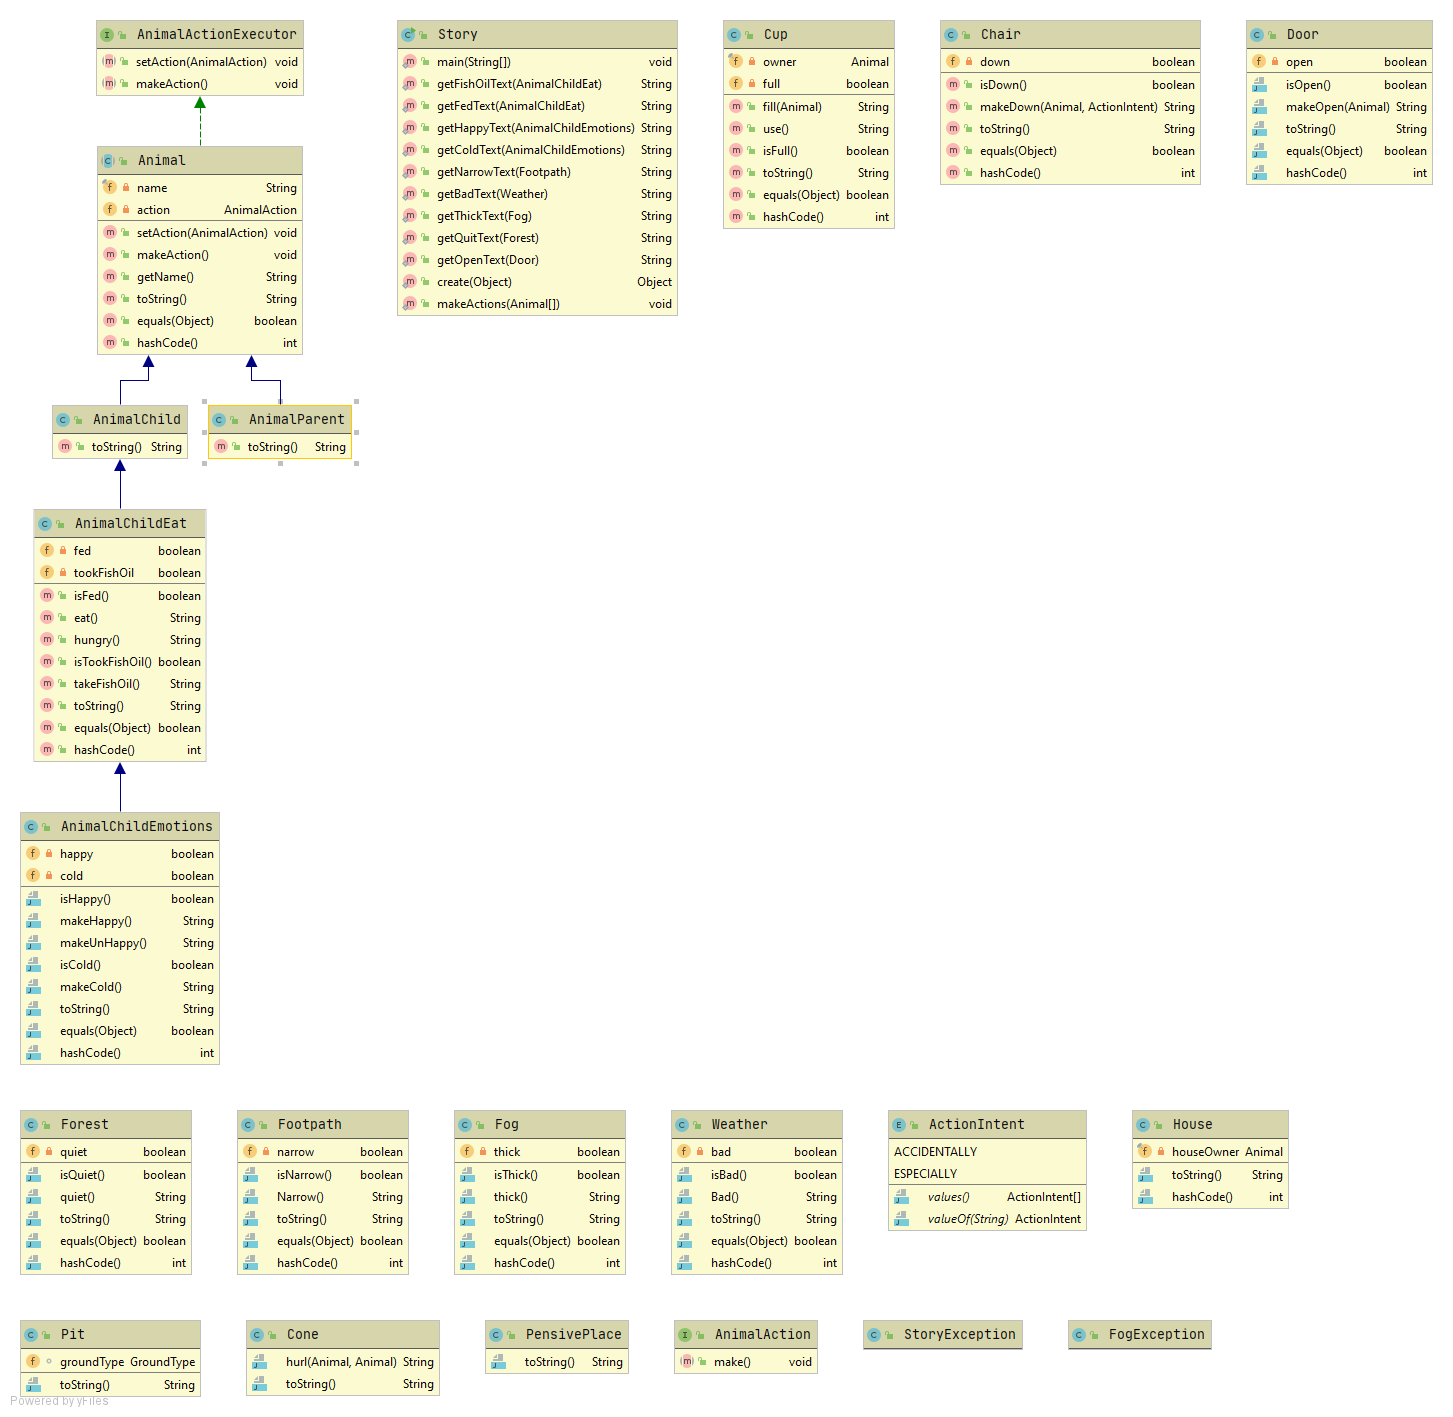 AnimalActionExecutor
setAction(AnimalAction) void
makeAction() void
Animal
name String
action AnimalAction
setAction(AnimalAction) void
makeAction() void
getName() String
toString() String
equals(Object) boolean
hashCode() int
AnimalChild
toString() String
AnimalParent
toString() String
AnimalChildEat
fed boolean
tookFishOil boolean
isFed() boolean
eat() String
hungry() String
isTookFishOil() boolean
takeFishOil() String
toString() String
equals(Object) boolean
hashCode() int
AnimalChildEmotions
happy boolean
cold boolean
isHappy() boolean
makeHappy() String
makeUnHappy() String
isCold() boolean
makeCold() String
toString() String
equals(Object) boolean
hashCode() int
Story
main(String[]) void
getFishOilText(AnimalChildEat) String
getFedText(AnimalChildEat) String
getHappyText(AnimalChildEmotions) String
getColdText(AnimalChildEmotions) String
getNarrowText(Footpath) String
getBadText(Weather) String
getThickText(Fog) String
getQuitText(Forest) String
getOpenText(Door) String
create(Object) Object
makeActions(Animal[]) void
Cup
owner Animal
full boolean
fill(Animal) String
use() String
isFull() boolean
toString() String
equals(Object) boolean
hashCode() int
Chair
down boolean
isDown() boolean
makeDown(Animal, ActionIntent) String
toString() String
equals(Object) boolean
hashCode() int
Door
open boolean
isOpen() boolean
makeOpen(Animal) String
toString() String
equals(Object) boolean
hashCode() int
Forest
quiet boolean
isQuiet() boolean
quiet() String
toString() String
equals(Object) boolean
hashCode() int
Footpath
narrow boolean
isNarrow() boolean
Narrow() String
toString() String
equals(Object) boolean
hashCode() int
Fog
thick boolean
isThick() boolean
thick() String
toString() String
equals(Object) boolean
hashCode() int
Weather
bad boolean
isBad() boolean
Bad() String
toString() String
equals(Object) boolean
hashCode() int
ActionIntent
ACCIDENTALLY
ESPECIALLY
values() ActionIntent[]
valueOf(String) ActionIntent
House
houseOwner Animal
toString() String
hashCode() int
Pit
groundType GroundType
toString() String
Cone
hurl(Animal, Animal) String
toString() String
PensivePlace
toString() String
AnimalAction
make() void
StoryException
FogException
Powered by yFiles